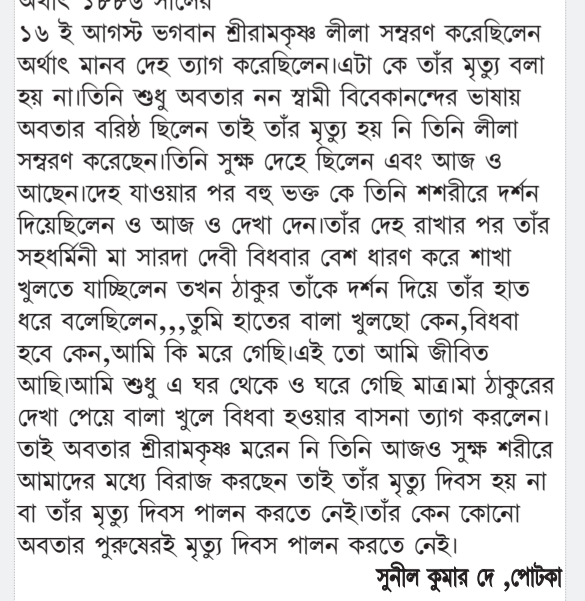 অর্থাৎ ১৮৮৬ সালের
১৬ ই আগস্ট ভগবান শ্রীরামকৃষ্ণ লীলা সম্বরণ করেছিলেন
অর্থাৎ মানব দেহ ত্যাগ করেছিলেন।এটা কে তাঁর মৃত্যু বলা
হয় না।তিনি শুধু অবতার নন স্বামী বিবেকানন্দের ভাষায়
অবতার বরিষ্ঠ ছিলেন তাই তাঁর মৃত্যু হয় নি তিনি লীলা
সম্বরণ করেছেন।তিনি সুক্ষ দেহে ছিলেন এবং আজ ও
আছেন।দেহ যাওয়ার পর বহু ভক্ত কে তিনি শশরীরে দর্শন
দিয়েছিলেন ও আজ ও দেখা দেন।তাঁর দেহ রাখার পর তাঁর
সহধর্মিনী মা সারদা দেবী বিধবার বেশ ধারণ করে শাখা
খুলতে যাচ্ছিলেন তখন ঠাকুর তাঁকে দর্শন দিয়ে তাঁর হাত
ধরে বলেছিলেন,,,তুমি হাতের বালা খুলছো কেন,বিধবা
হবে কেন,আমি কি মরে গেছি।এই তো আমি জীবিত
আছি।আমি শুধু এ ঘর থেকে ও ঘরে গেছি মাত্র।মা ঠাকুরের
দেখা পেয়ে বালা খুলে বিধবা হওয়ার বাসনা ত্যাগ করলেন।
তাই অবতার শ্রীরামকৃষ্ণ মরেন নি তিনি আজও সুক্ষ শরীরে
আমাদের মধ্যে বিরাজ করছেন তাই তাঁর মৃত্যু দিবস হয় না
বা তাঁর মৃত্যু দিবস পালন করতে নেই।তাঁর কেন কোনো
অবতার পুরুষেরই মৃত্যু দিবস পালন করতে নেই।
সুনীল কুমার দে ,পোটকা